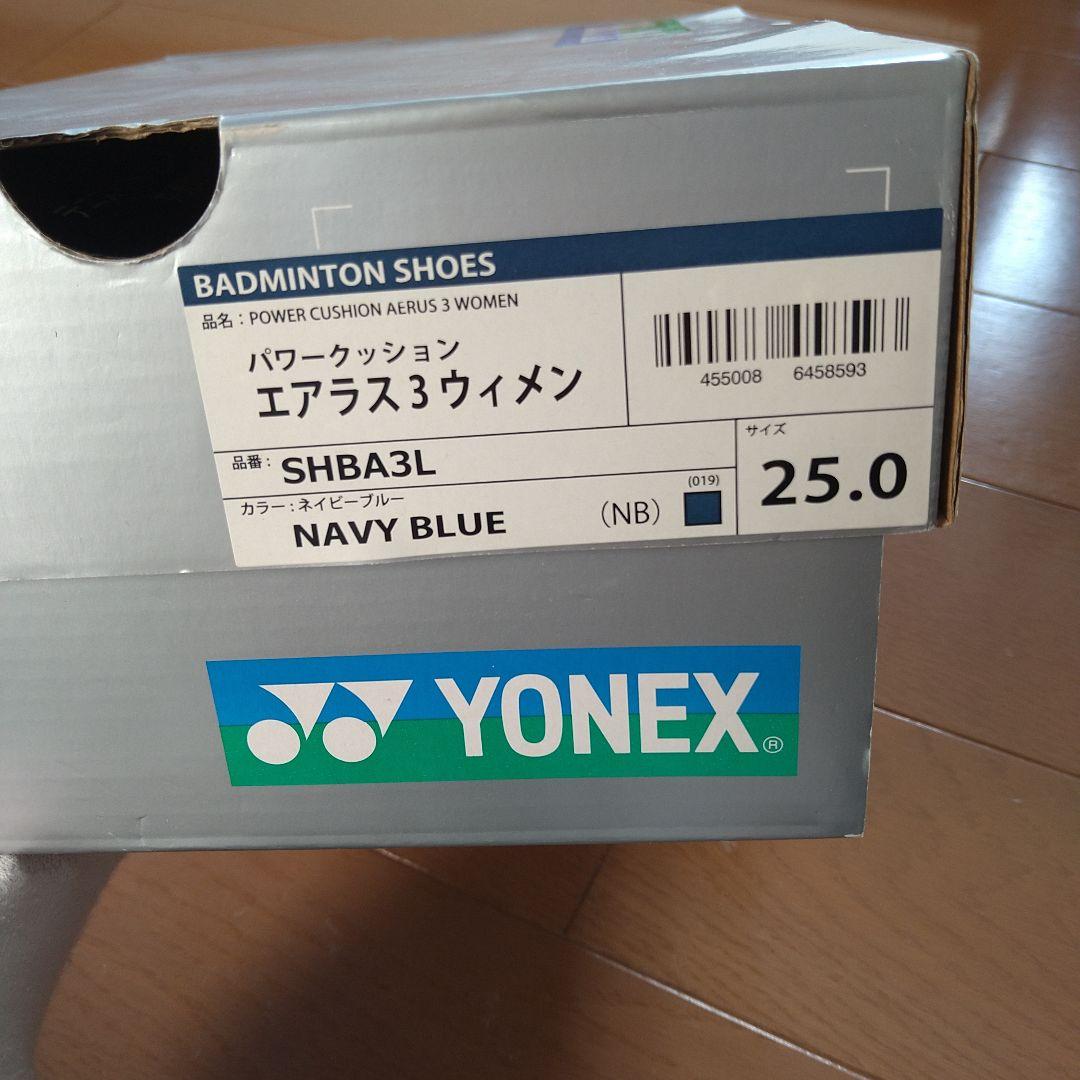 BADMINTON SHOES
品名：POWER CUSHION AERUS 3 WOMEN
パワークッション
エアラス3ウィメン
455008 6458593
品番：SHBA3L
カラー：ネイビーブルー
NAVY BLUE (NB) (019)
サイズ
25.0
YONEX®